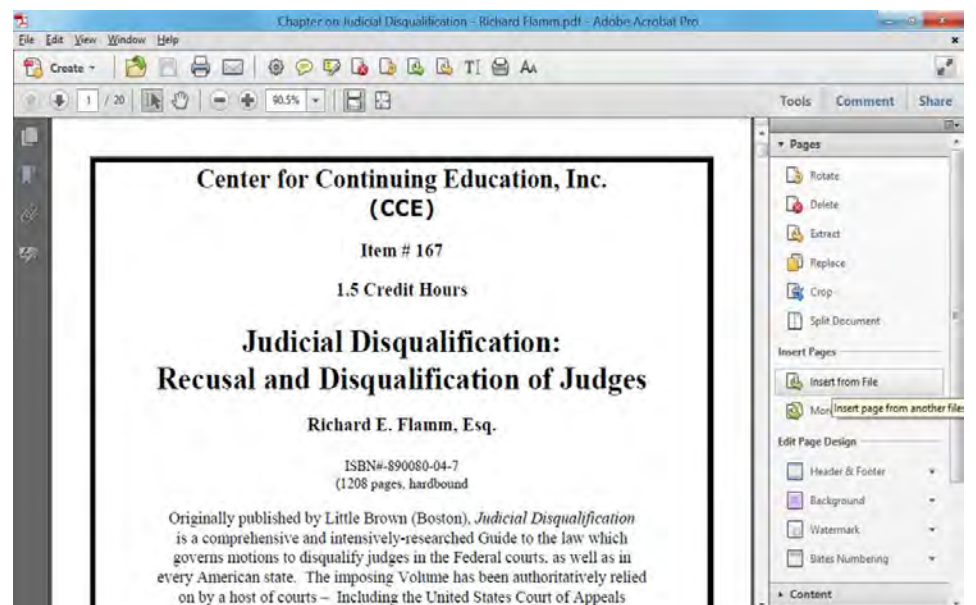 Chapter on Judicial Disqualification - Richard Flamm.pdf - Adobe Acrobat Pro
File Edit View Window Help
Create
1 / 20 90.5% Tools Comment Share
Pages
Rotate
Delete
Extract
Replace
Crop
Split Document
Insert Pages
Insert from File
Insert page from another files
Edit Page Design
Header & Footer
Background
Watermark
Bates Numbering
Content
Center for Continuing Education, Inc.
(CCE)
Item # 167
1.5 Credit Hours
Judicial Disqualification:
Recusal and Disqualification of Judges
Richard E. Flamm, Esq.
ISBN#-890080-04-7
(1208 pages, hardbound
Originally published by Little Brown (Boston), Judicial Disqualification
is a comprehensive and intensively-researched Guide to the law which
governs motions to disqualify judges in the Federal courts, as well as in
every American state. The imposing Volume has been authoritatively relied
on by a host of courts – Including the United States Court of Appeals